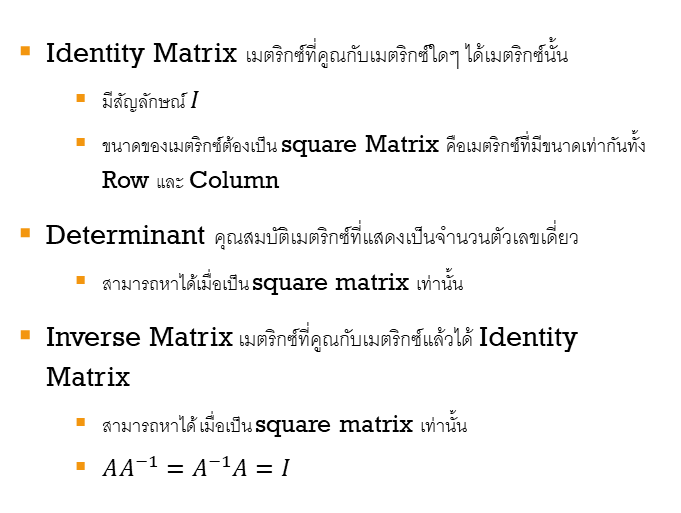 Identity Matrix เมตริกซ์ที่คูณกับเมตริกซ์ใดๆ ได้เมตริกซ์นั้น
มีสัญลักษณ์ I
ขนาดของเมตริกซ์ต้องเป็น square Matrix คือเมตริกซ์ที่มีขนาดเท่ากันทั้ง
Row และ Column
Determinant คุณสมบัติเมตริกซ์ที่แสดงเป็นจำนวนตัวเลขเดี่ยว
สามารถหาได้เมื่อเป็น square matrix เท่านั้น
Inverse Matrix เมตริกซ์ที่คูณกับเมตริกซ์แล้วได้ Identity
Matrix
สามารถหาได้ เมื่อเป็น square matrix เท่านั้น
AA⁻¹ = A⁻¹A = I